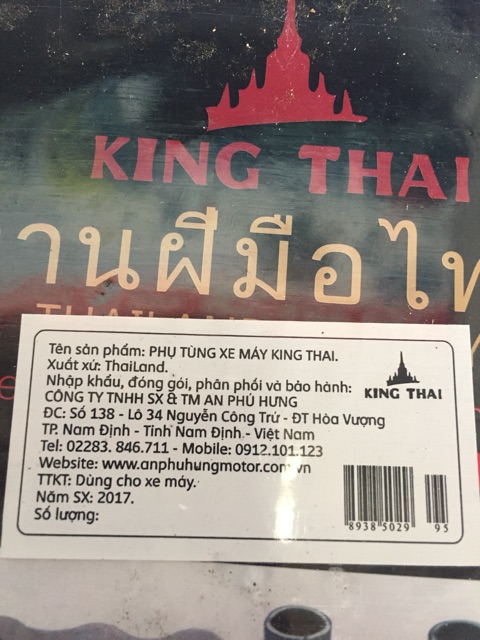 KING THAI
านฝีมือไท
THAILAND
Tên sản phẩm: PHỤ TÙNG XE MÁY KING THAI.
Xuất xứ: ThaiLand.
Nhập khẩu, đóng gói, phân phối và bảo hành:
KING THAI
CÔNG TY TNHH SX & TM AN PHÚ HƯNG
ĐC: Số 138 - Lô 34 Nguyễn Công Trứ - ĐT Hòa Vượng
TP. Nam Định - Tỉnh Nam Định - Việt Nam
Tel: 02283. 846.711 - Mobile: 0912.101.123
Website: www.anphuhungmotor.com.vn
TTKT: Dùng cho xe máy.
Năm SX: 2017.
Số lượng:
89385029 95